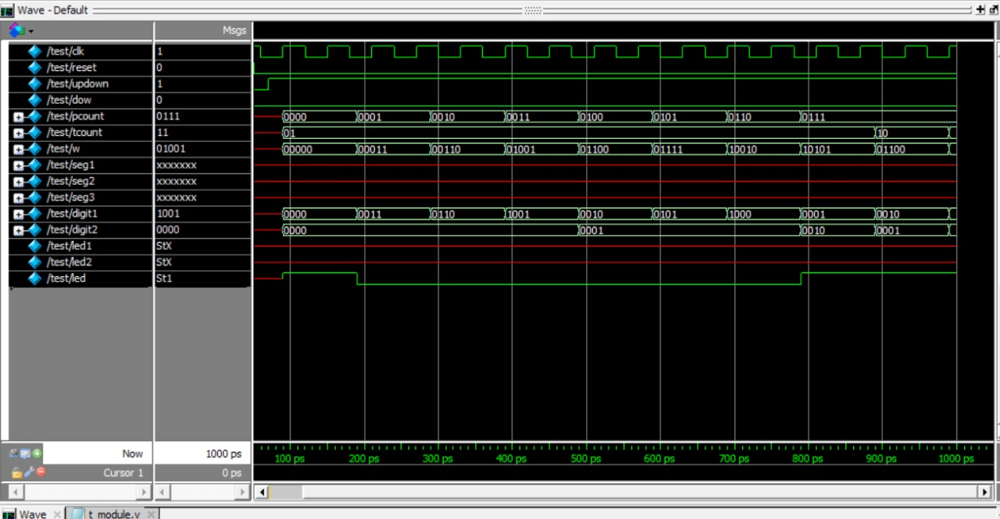 Wave - Default
Msgs
/test/clk 1
/test/reset 0
/test/updown 1
/test/dow 0
/test/pcount 0111 0000 0001 0010 0011 0100 0101 0110 0111
/test/tcount 11 01 10
/test/w 01001 00000 00011 00110 01001 01100 01111 10010 10101 01100
/test/seg1 xxxxxxx
/test/seg2 xxxxxxx
/test/seg3 xxxxxxx
/test/digit1 1001 0000 0011 0110 1001 0010 0101 1000 0001 0010
/test/digit2 0000 0000 0001 0010 0001
/test/led1 StX
/test/led2 StX
/test/led St1
Now 1000 ps 100 ps 200 ps 300 ps 400 ps 500 ps 600 ps 700 ps 800 ps 900 ps 1000 ps
Cursor 1 0 ps
Wave t_module.v